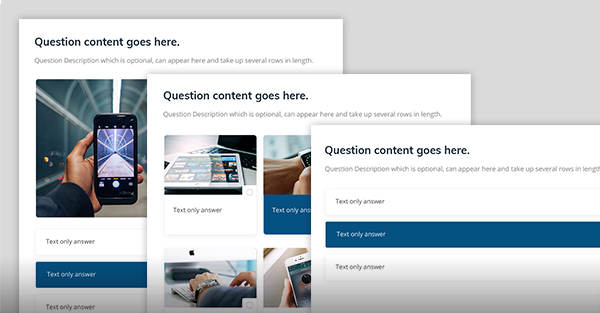 Question content goes here.
Question Description which is optional, can appear here and take up several rows in length.
Text only answer
Text only answer
Text only answer
Question content goes here.
Question Description which is optional, can appear here and take up several rows in length.
Text only answer
Text only answer
Question content goes here.
Question Description which is optional, can appear here and take up several rows in length
Text only answer
Text only answer
Text only answer